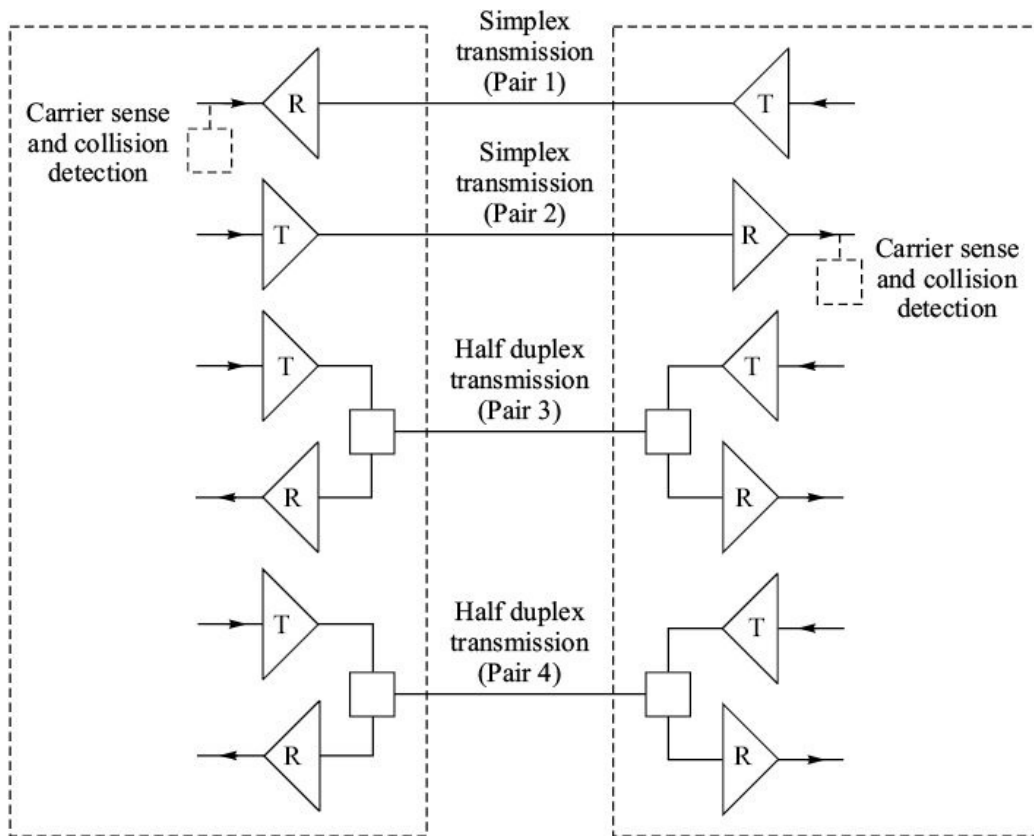 Simplex
transmission
(Pair 1)
R
T
Carrier sense
and collision
detection
Simplex
transmission
(Pair 2)
T
R
Carrier sense
and collision
detection
T
Half duplex
transmission
(Pair 3)
T
R
R
T
Half duplex
transmission
(Pair 4)
T
R
R